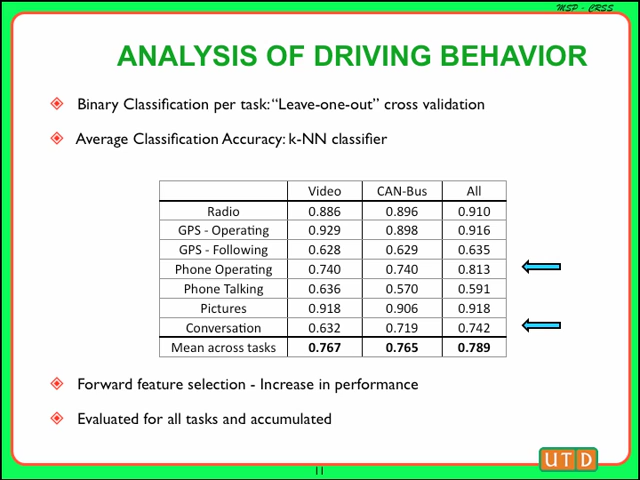 MSP - CRSS
ANALYSIS OF DRIVING BEHAVIOR
Binary Classification per task: “Leave-one-out” cross validation
Average Classification Accuracy: k-NN classifier
Video CAN-Bus All
Radio 0.886 0.896 0.910
GPS - Operating 0.929 0.898 0.916
GPS - Following 0.628 0.629 0.635
Phone Operating 0.740 0.740 0.813
Phone Talking 0.636 0.570 0.591
Pictures 0.918 0.906 0.918
Conversation 0.632 0.719 0.742
Mean across tasks 0.767 0.765 0.789
Forward feature selection - Increase in performance
Evaluated for all tasks and accumulated
UTD
11